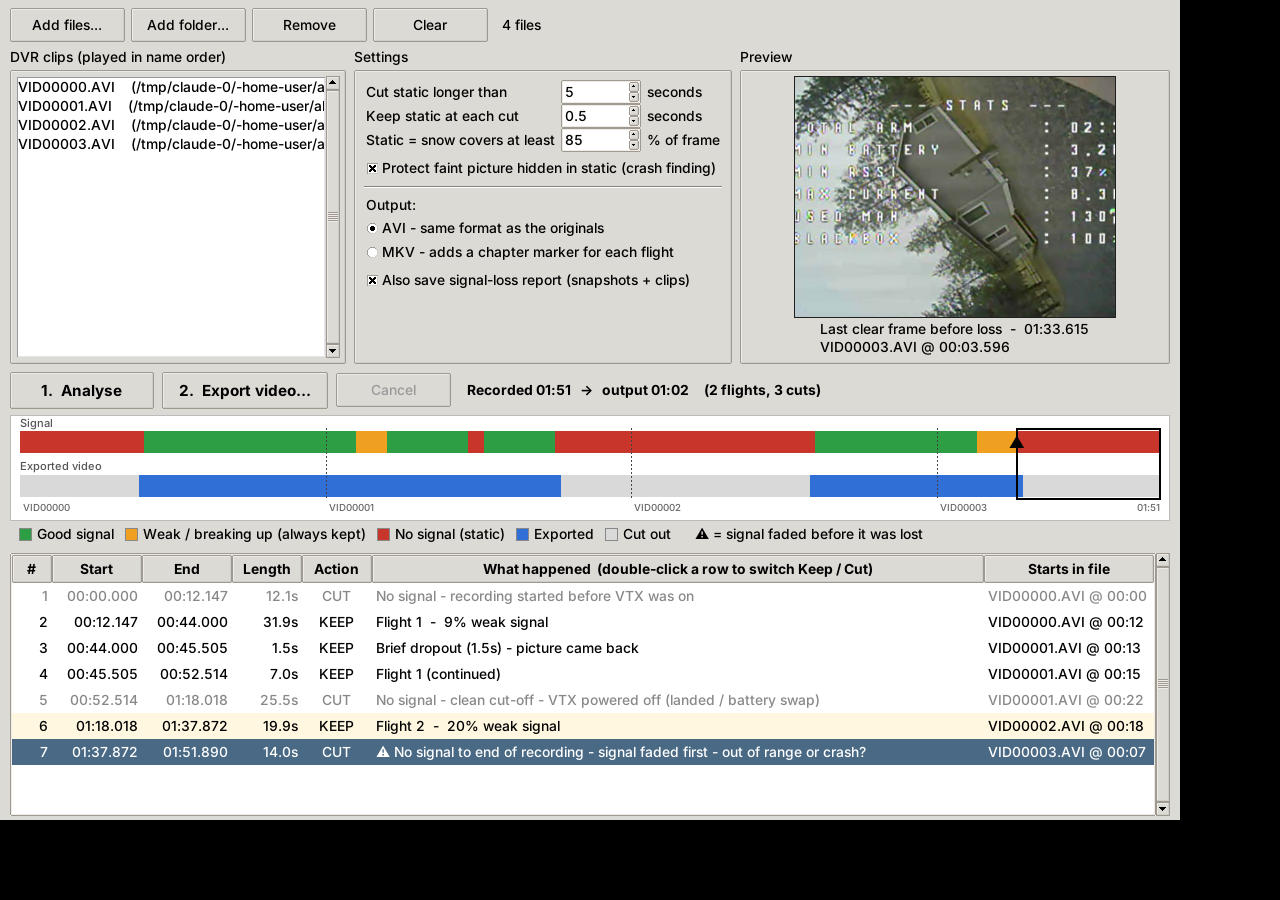 Add files...
Add folder...
Remove
Clear
4 files
DVR clips (played in name order)
VID00000.AVI (/tmp/claude-0/-home-user/a
VID00001.AVI (/tmp/claude-0/-home-user/al
VID00002.AVI (/tmp/claude-0/-home-user/a
VID00003.AVI (/tmp/claude-0/-home-user/a
Settings
Cut static longer than 5 seconds
Keep static at each cut 0.5 seconds
Static = snow covers at least 85 % of frame
Protect faint picture hidden in static (crash finding)
Output:
AVI - same format as the originals
MKV - adds a chapter marker for each flight
Also save signal-loss report (snapshots + clips)
Preview
--- STATS ---
OTAL ARM : 02:
MIN BATTERY : 3.2
MIN RSSI : 37%
MAX CURRENT : 8.3
USED MAH : 130
BLACKBOX : 100
Last clear frame before loss - 01:33.615
VID00003.AVI @ 00:03.596
1. Analyse
2. Export video...
Cancel
Recorded 01:51 → output 01:02 (2 flights, 3 cuts)
Signal
Exported video
VID00000
VID00001
VID00002
VID00003
01:51
Good signal
Weak / breaking up (always kept)
No signal (static)
Exported
Cut out
⚠ = signal faded before it was lost
# Start End Length Action What happened (double-click a row to switch Keep / Cut) Starts in file
1 00:00.000 00:12.147 12.1s CUT No signal - recording started before VTX was on VID00000.AVI @ 00:00
2 00:12.147 00:44.000 31.9s KEEP Flight 1 - 9% weak signal VID00000.AVI @ 00:12
3 00:44.000 00:45.505 1.5s KEEP Brief dropout (1.5s) - picture came back VID00001.AVI @ 00:13
4 00:45.505 00:52.514 7.0s KEEP Flight 1 (continued) VID00001.AVI @ 00:15
5 00:52.514 01:18.018 25.5s CUT No signal - clean cut-off - VTX powered off (landed / battery swap) VID00001.AVI @ 00:22
6 01:18.018 01:37.872 19.9s KEEP Flight 2 - 20% weak signal VID00002.AVI @ 00:18
7 01:37.872 01:51.890 14.0s CUT ⚠ No signal to end of recording - signal faded first - out of range or crash? VID00003.AVI @ 00:07